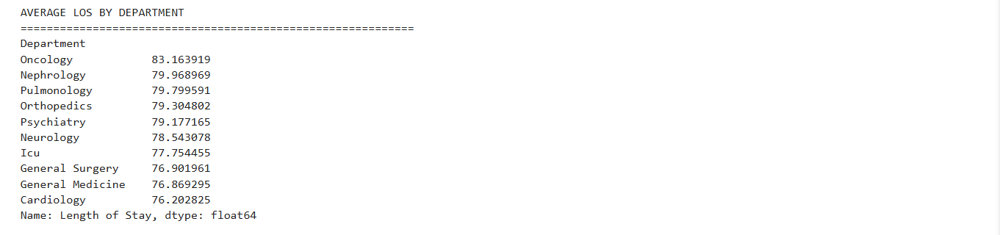 AVERAGE LOS BY DEPARTMENT
============================================================
Department
Oncology            83.163919
Nephrology          79.968969
Pulmonology         79.799591
Orthopedics         79.304802
Psychiatry          79.177165
Neurology           78.543078
Icu                 77.754455
General Surgery     76.901961
General Medicine    76.869295
Cardiology          76.202825
Name: Length of Stay, dtype: float64